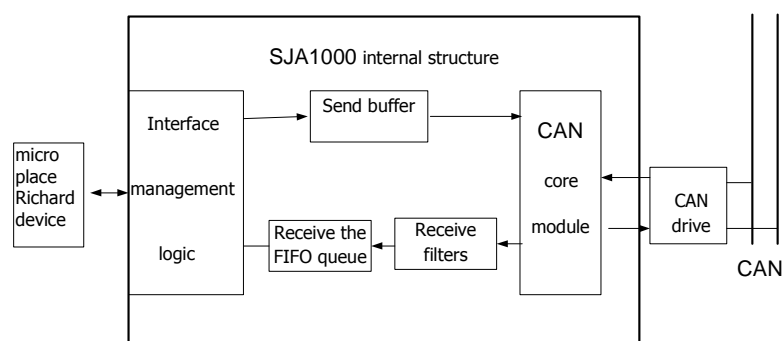 SJA1000 internal structure
micro
place
Richard
device
Interface
management
logic
Send buffer
Receive the
FIFO queue
Receive
filters
CAN
core
module
CAN
drive
CAN